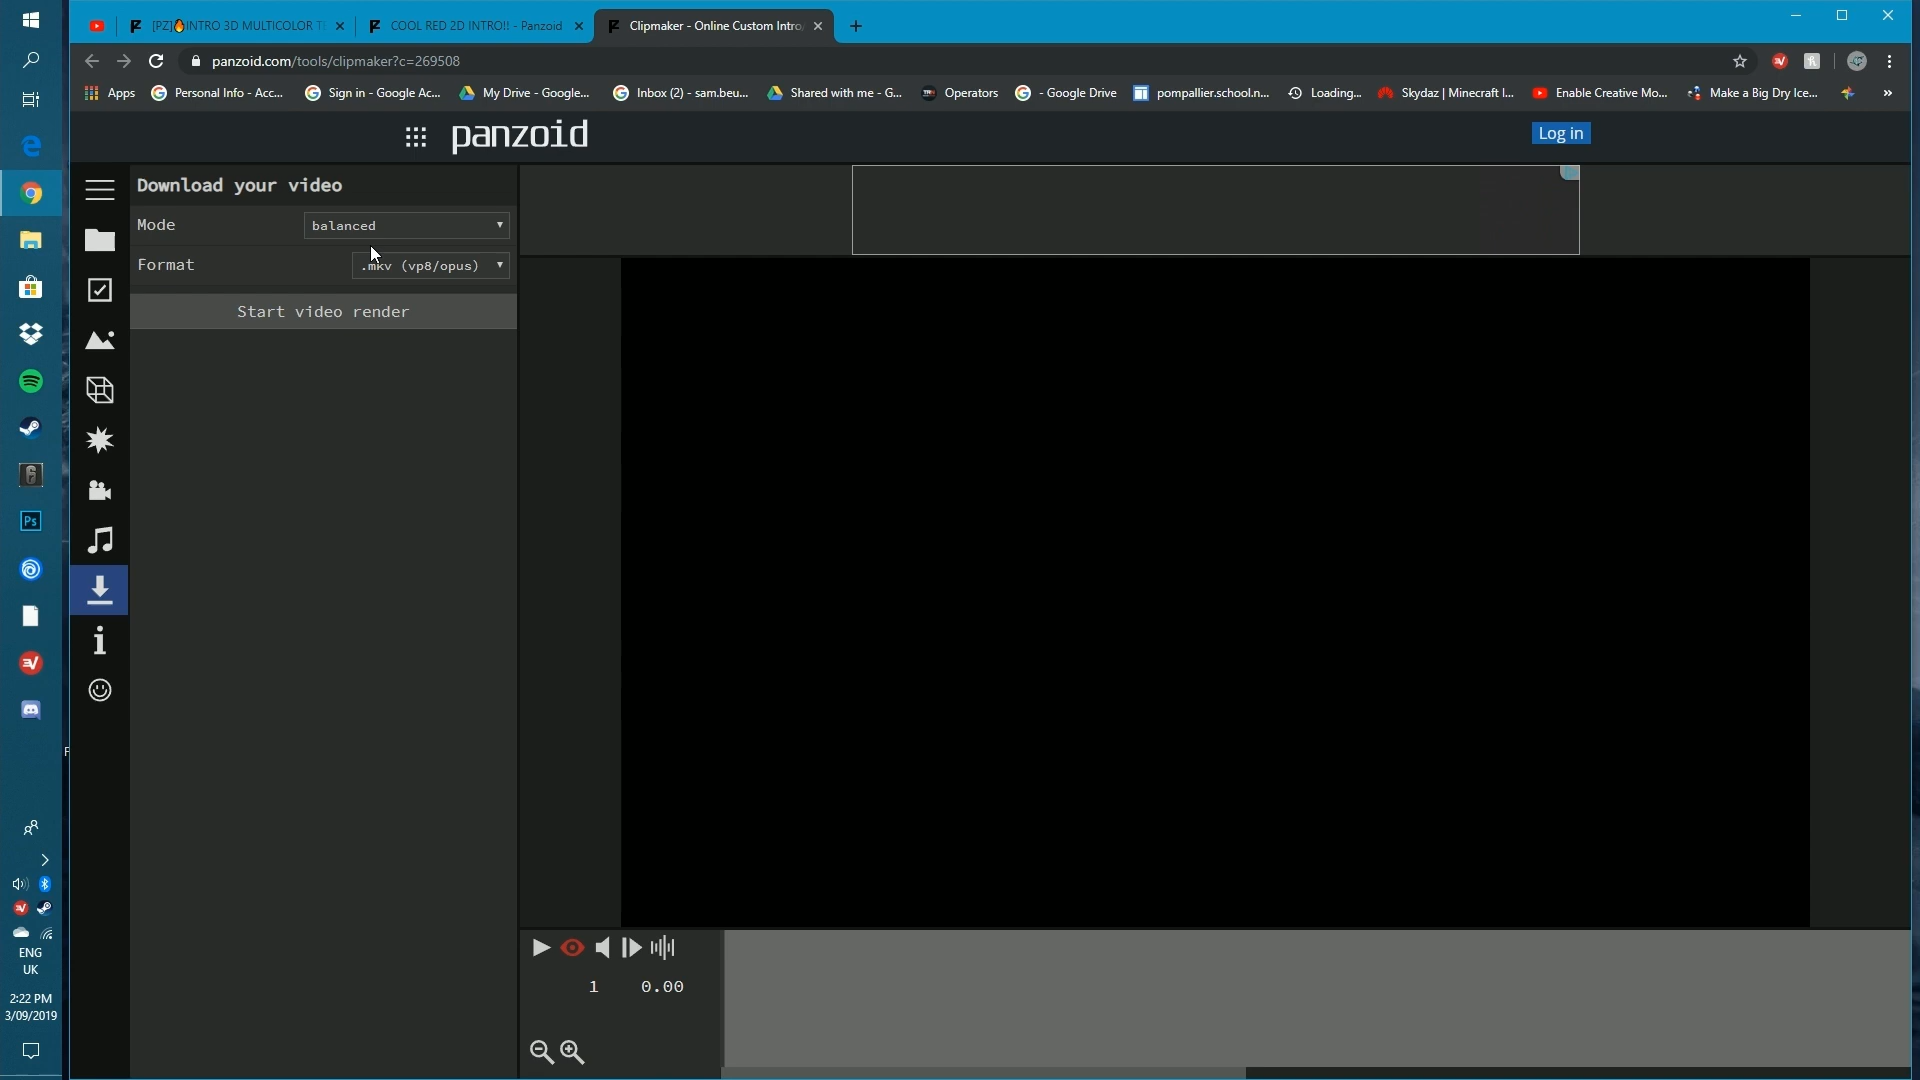 [PZ]🔥INTRO 3D MULTICOLOR T
COOL RED 2D INTRO!! - Panzoid
Clipmaker - Online Custom Intro
panzoid.com/tools/clipmaker?c=269508
Apps
Personal Info - Acc...
Sign in - Google Ac...
My Drive - Google...
Inbox (2) - sam.beu...
Shared with me - G...
Operators
- Google Drive
pompallier.school.n...
Loading...
Skydaz | Minecraft I...
Enable Creative Mo...
Make a Big Dry Ice...
»
panzoid
Log in
Download your video
Mode
balanced
Format
.mkv (vp8/opus)
Start video render
Ps
1 0.00
ENG
UK
2:22 PM
3/09/2019